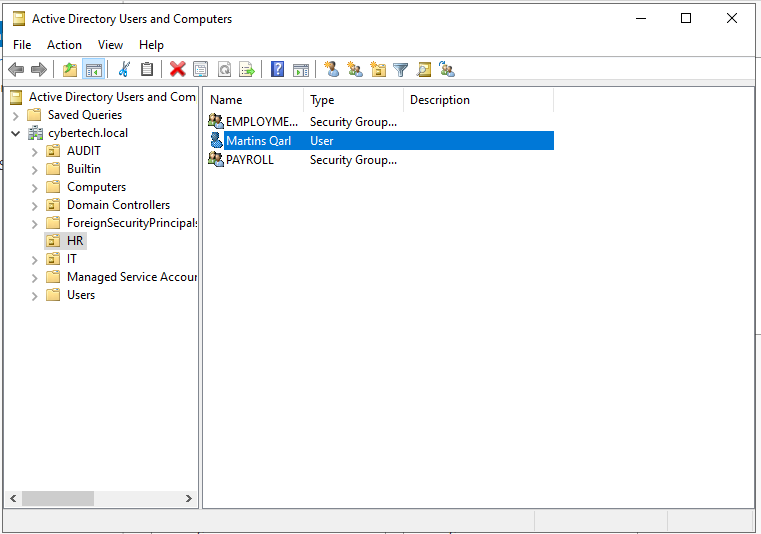 Active Directory Users and Computers
File Action View Help
Active Directory Users and Com
Saved Queries
cybertech.local
AUDIT
Builtin
Computers
Domain Controllers
ForeignSecurityPrincipals
HR
IT
Managed Service Accour
Users
Name Type Description
EMPLOYME... Security Group...
Martins Qarl User
PAYROLL Security Group...